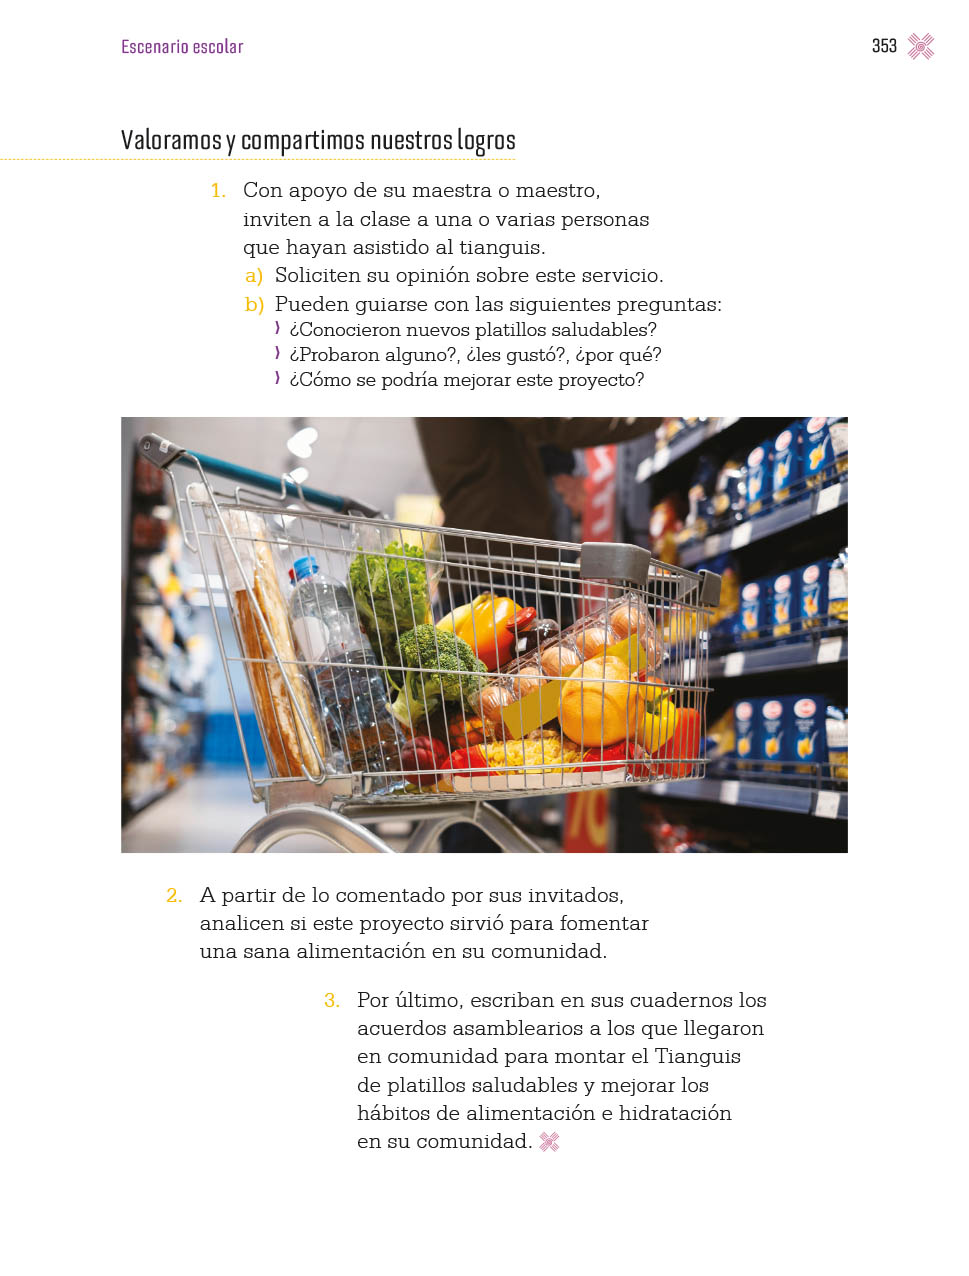 Escenario escolar
353
Valoramos y compartimos nuestros logros
1. Con apoyo de su maestra o maestro,
inviten a la clase a una o varias personas
que hayan asistido al tianguis.
a) Soliciten su opinión sobre este servicio.
b) Pueden guiarse con las siguientes preguntas:
⟩ ¿Conocieron nuevos platillos saludables?
⟩ ¿Probaron alguno?, ¿les gustó?, ¿por qué?
⟩ ¿Cómo se podría mejorar este proyecto?
2. A partir de lo comentado por sus invitados,
analicen si este proyecto sirvió para fomentar
una sana alimentación en su comunidad.
3. Por último, escriban en sus cuadernos los
acuerdos asamblearios a los que llegaron
en comunidad para montar el Tianguis
de platillos saludables y mejorar los
hábitos de alimentación e hidratación
en su comunidad.